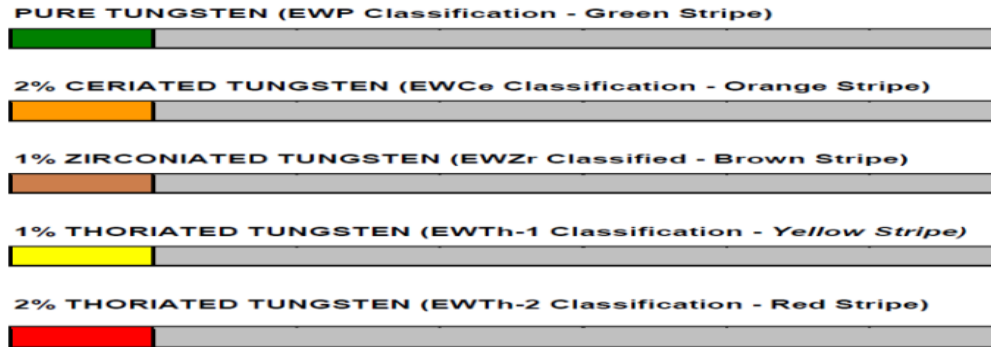 PURE TUNGSTEN (EWP Classification - Green Stripe)
2% CERIATED TUNGSTEN (EWCe Classification - Orange Stripe)
1% ZIRCONIATED TUNGSTEN (EWZr Classified - Brown Stripe)
1% THORIATED TUNGSTEN (EWTh-1 Classification - Yellow Stripe)
2% THORIATED TUNGSTEN (EWTh-2 Classification - Red Stripe)